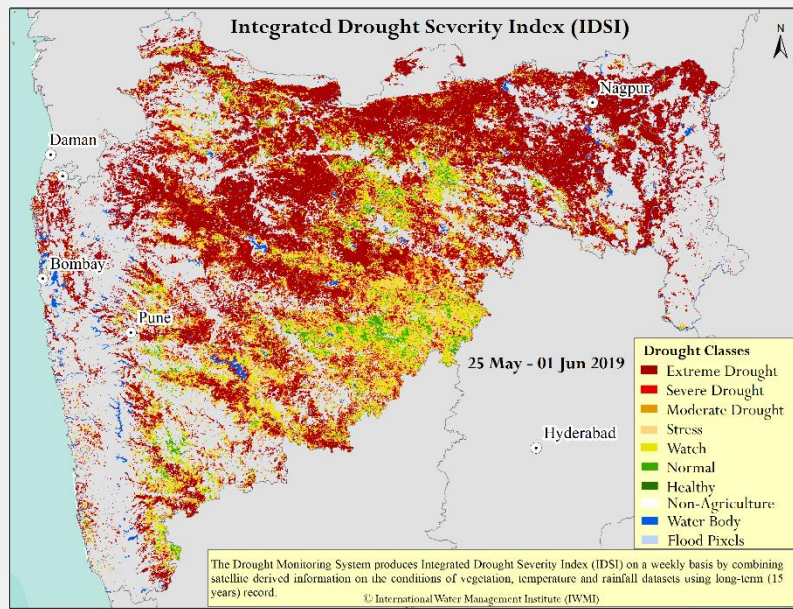 Integrated Drought Severity Index (IDSI)
N
Nagpur
Daman
Bombay
Pune
25 May - 01 Jun 2019
Hyderabad
Drought Classes
Extreme Drought
Severe Drought
Moderate Drought
Stress
Watch
Normal
Healthy
Non-Agriculture
Water Body
Flood Pixels
The Drought Monitoring System produces Integrated Drought Severity Index (IDSI) on a weekly basis by combining
satellite derived information on the conditions of vegetation, temperature and rainfall datasets using long-term (15
years) record.
© International Water Management Institute (IWMI)